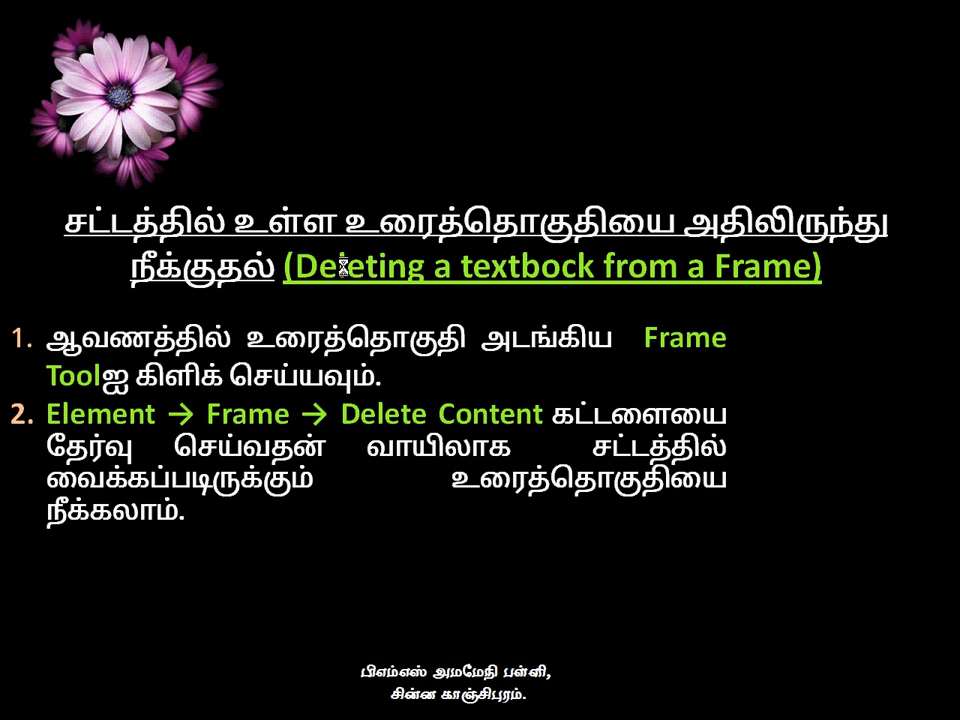 சட்டத்தில் உள்ள உரைத்தொகுதியை அதிலிருந்து
நீக்குதல் (Deleting a textbock from a Frame)
1. ஆவணத்தில் உரைத்தொகுதி அடங்கிய Frame
Toolஐ கிளிக் செய்யவும்.
2. Element → Frame → Delete Content கட்டளையை
தேர்வு செய்வதன் வாயிலாக சட்டத்தில்
வைக்கப்படிருக்கும் உரைத்தொகுதியை
நீக்கலாம்.
பிஎம்எஸ் அமமேநி பள்ளி,
சின்ன காஞ்சிபுரம்.